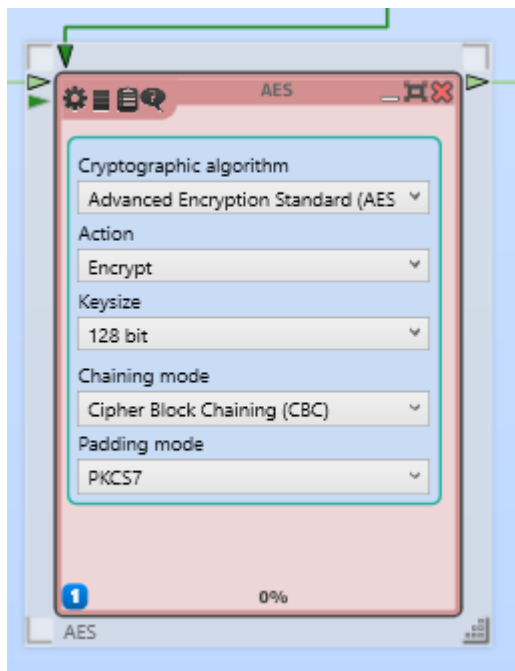 AES
Cryptographic algorithm
Advanced Encryption Standard (AES
Action
Encrypt
Keysize
128 bit
Chaining mode
Cipher Block Chaining (CBC)
Padding mode
PKCS7
1
0%
AES